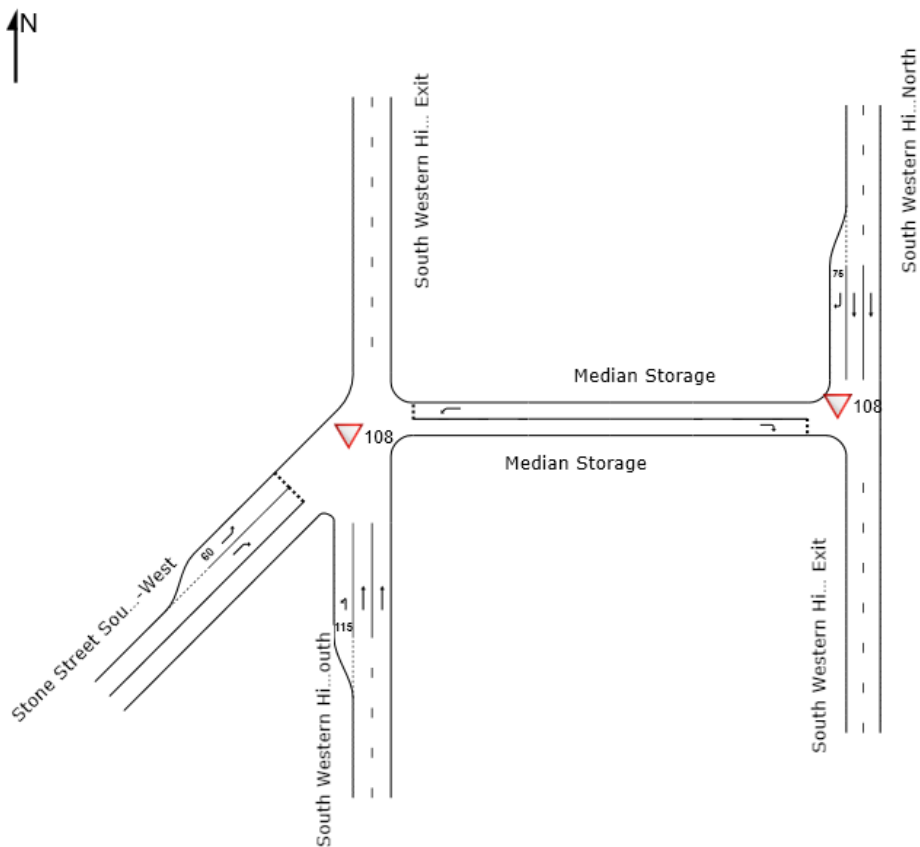 N
South Western Hi... Exit
South Western Hi...North
75
Median Storage
108
108
Median Storage
60
Stone Street Sou...-West
115
South Western Hi...outh
South Western Hi... Exit